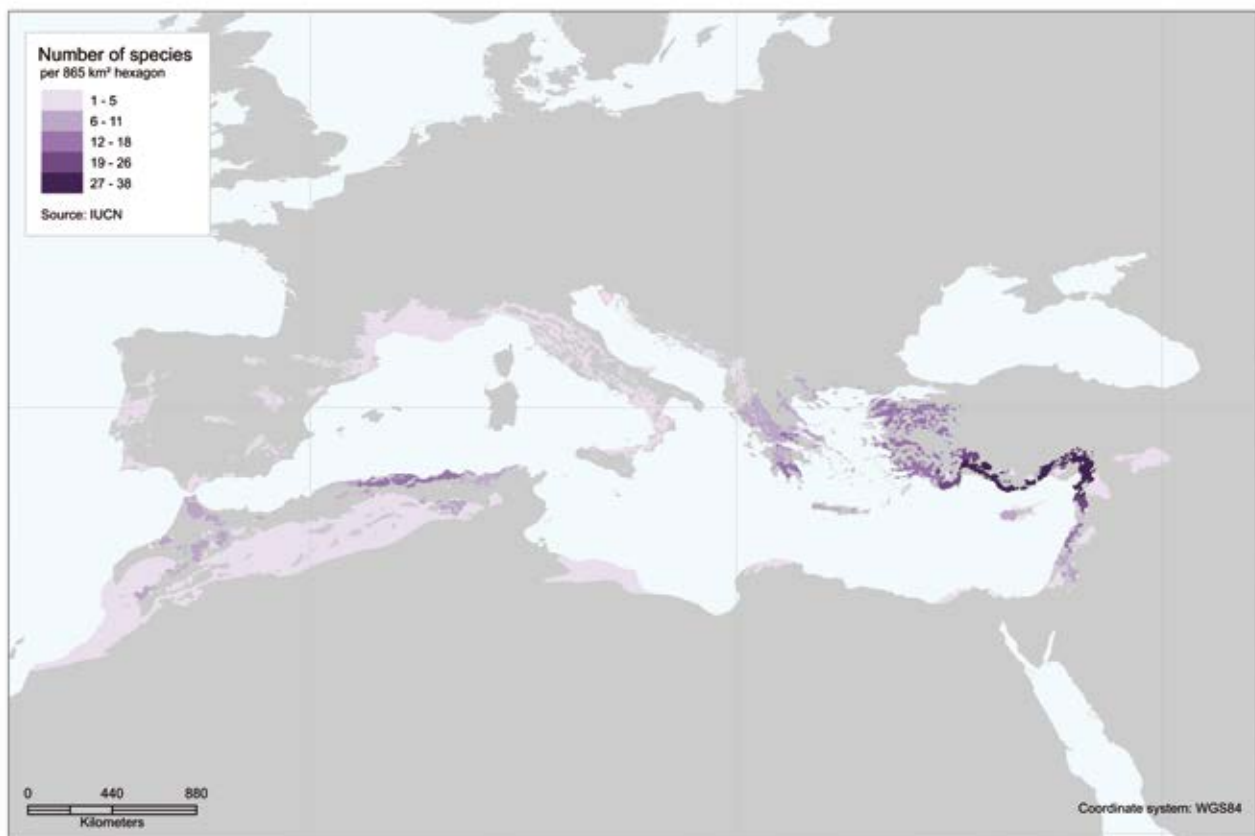 Number of species
per 865 km² hexagon
1 - 5
6 - 11
12 - 18
19 - 26
27 - 38
Source: IUCN
0 440 880
Kilometers
Coordinate system: WGS84